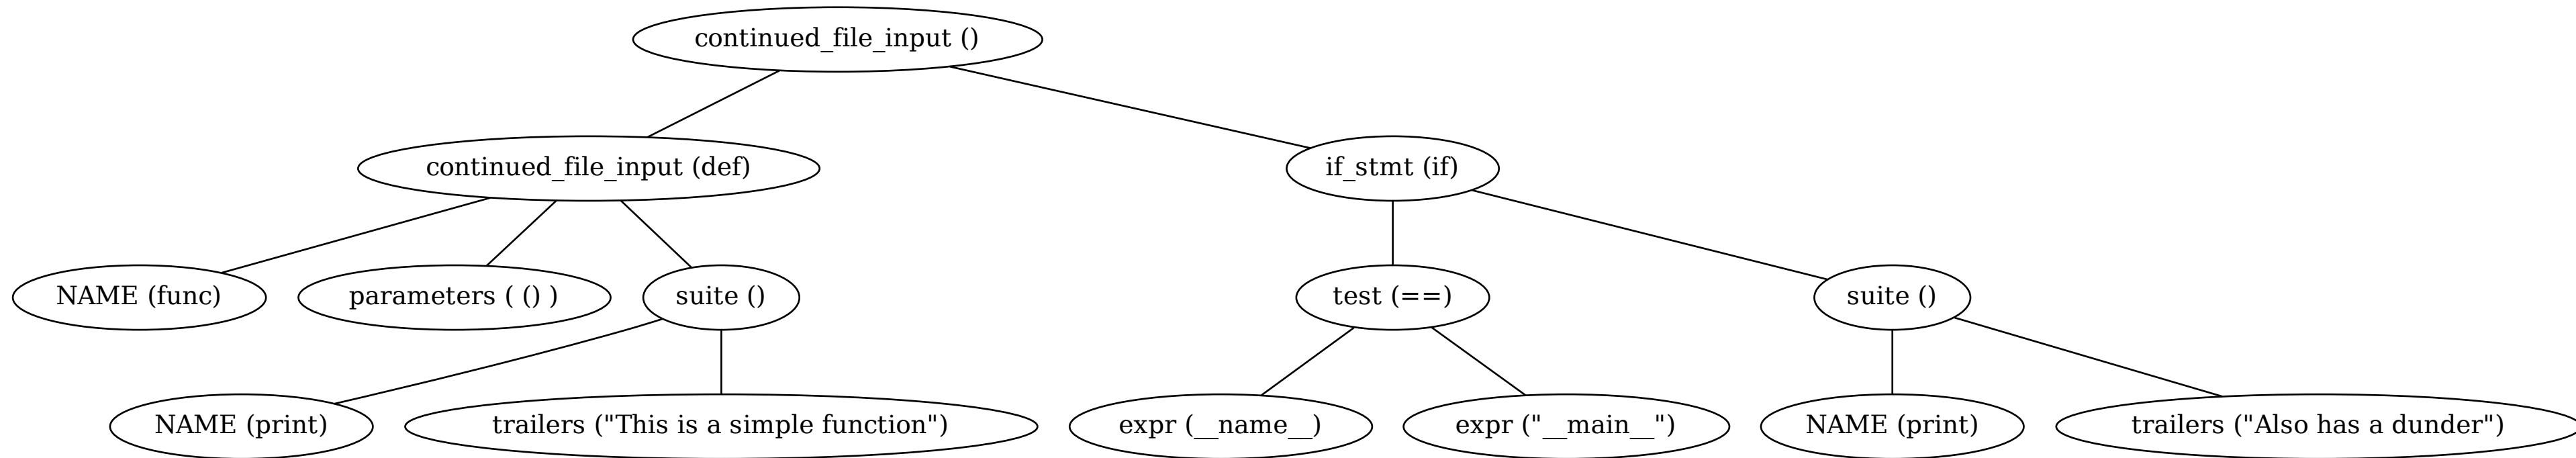 continued_file_input ()
continued_file_input (def)
if_stmt (if)
NAME (func)
parameters ( () )
suite ()
test (==)
suite ()
NAME (print)
trailers ("This is a simple function")
expr (__name__)
expr ("__main__")
NAME (print)
trailers ("Also has a dunder")